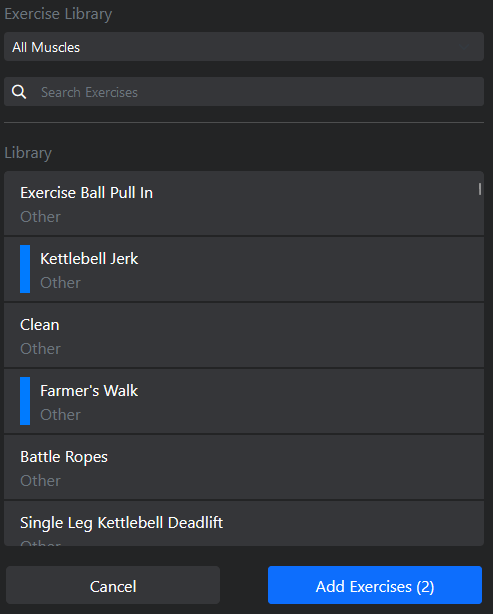 Exercise Library
All Muscles
Search Exercises
Library
Exercise Ball Pull In
Other
Kettlebell Jerk
Other
Clean
Other
Farmer's Walk
Other
Battle Ropes
Other
Single Leg Kettlebell Deadlift
Other
Cancel
Add Exercises (2)